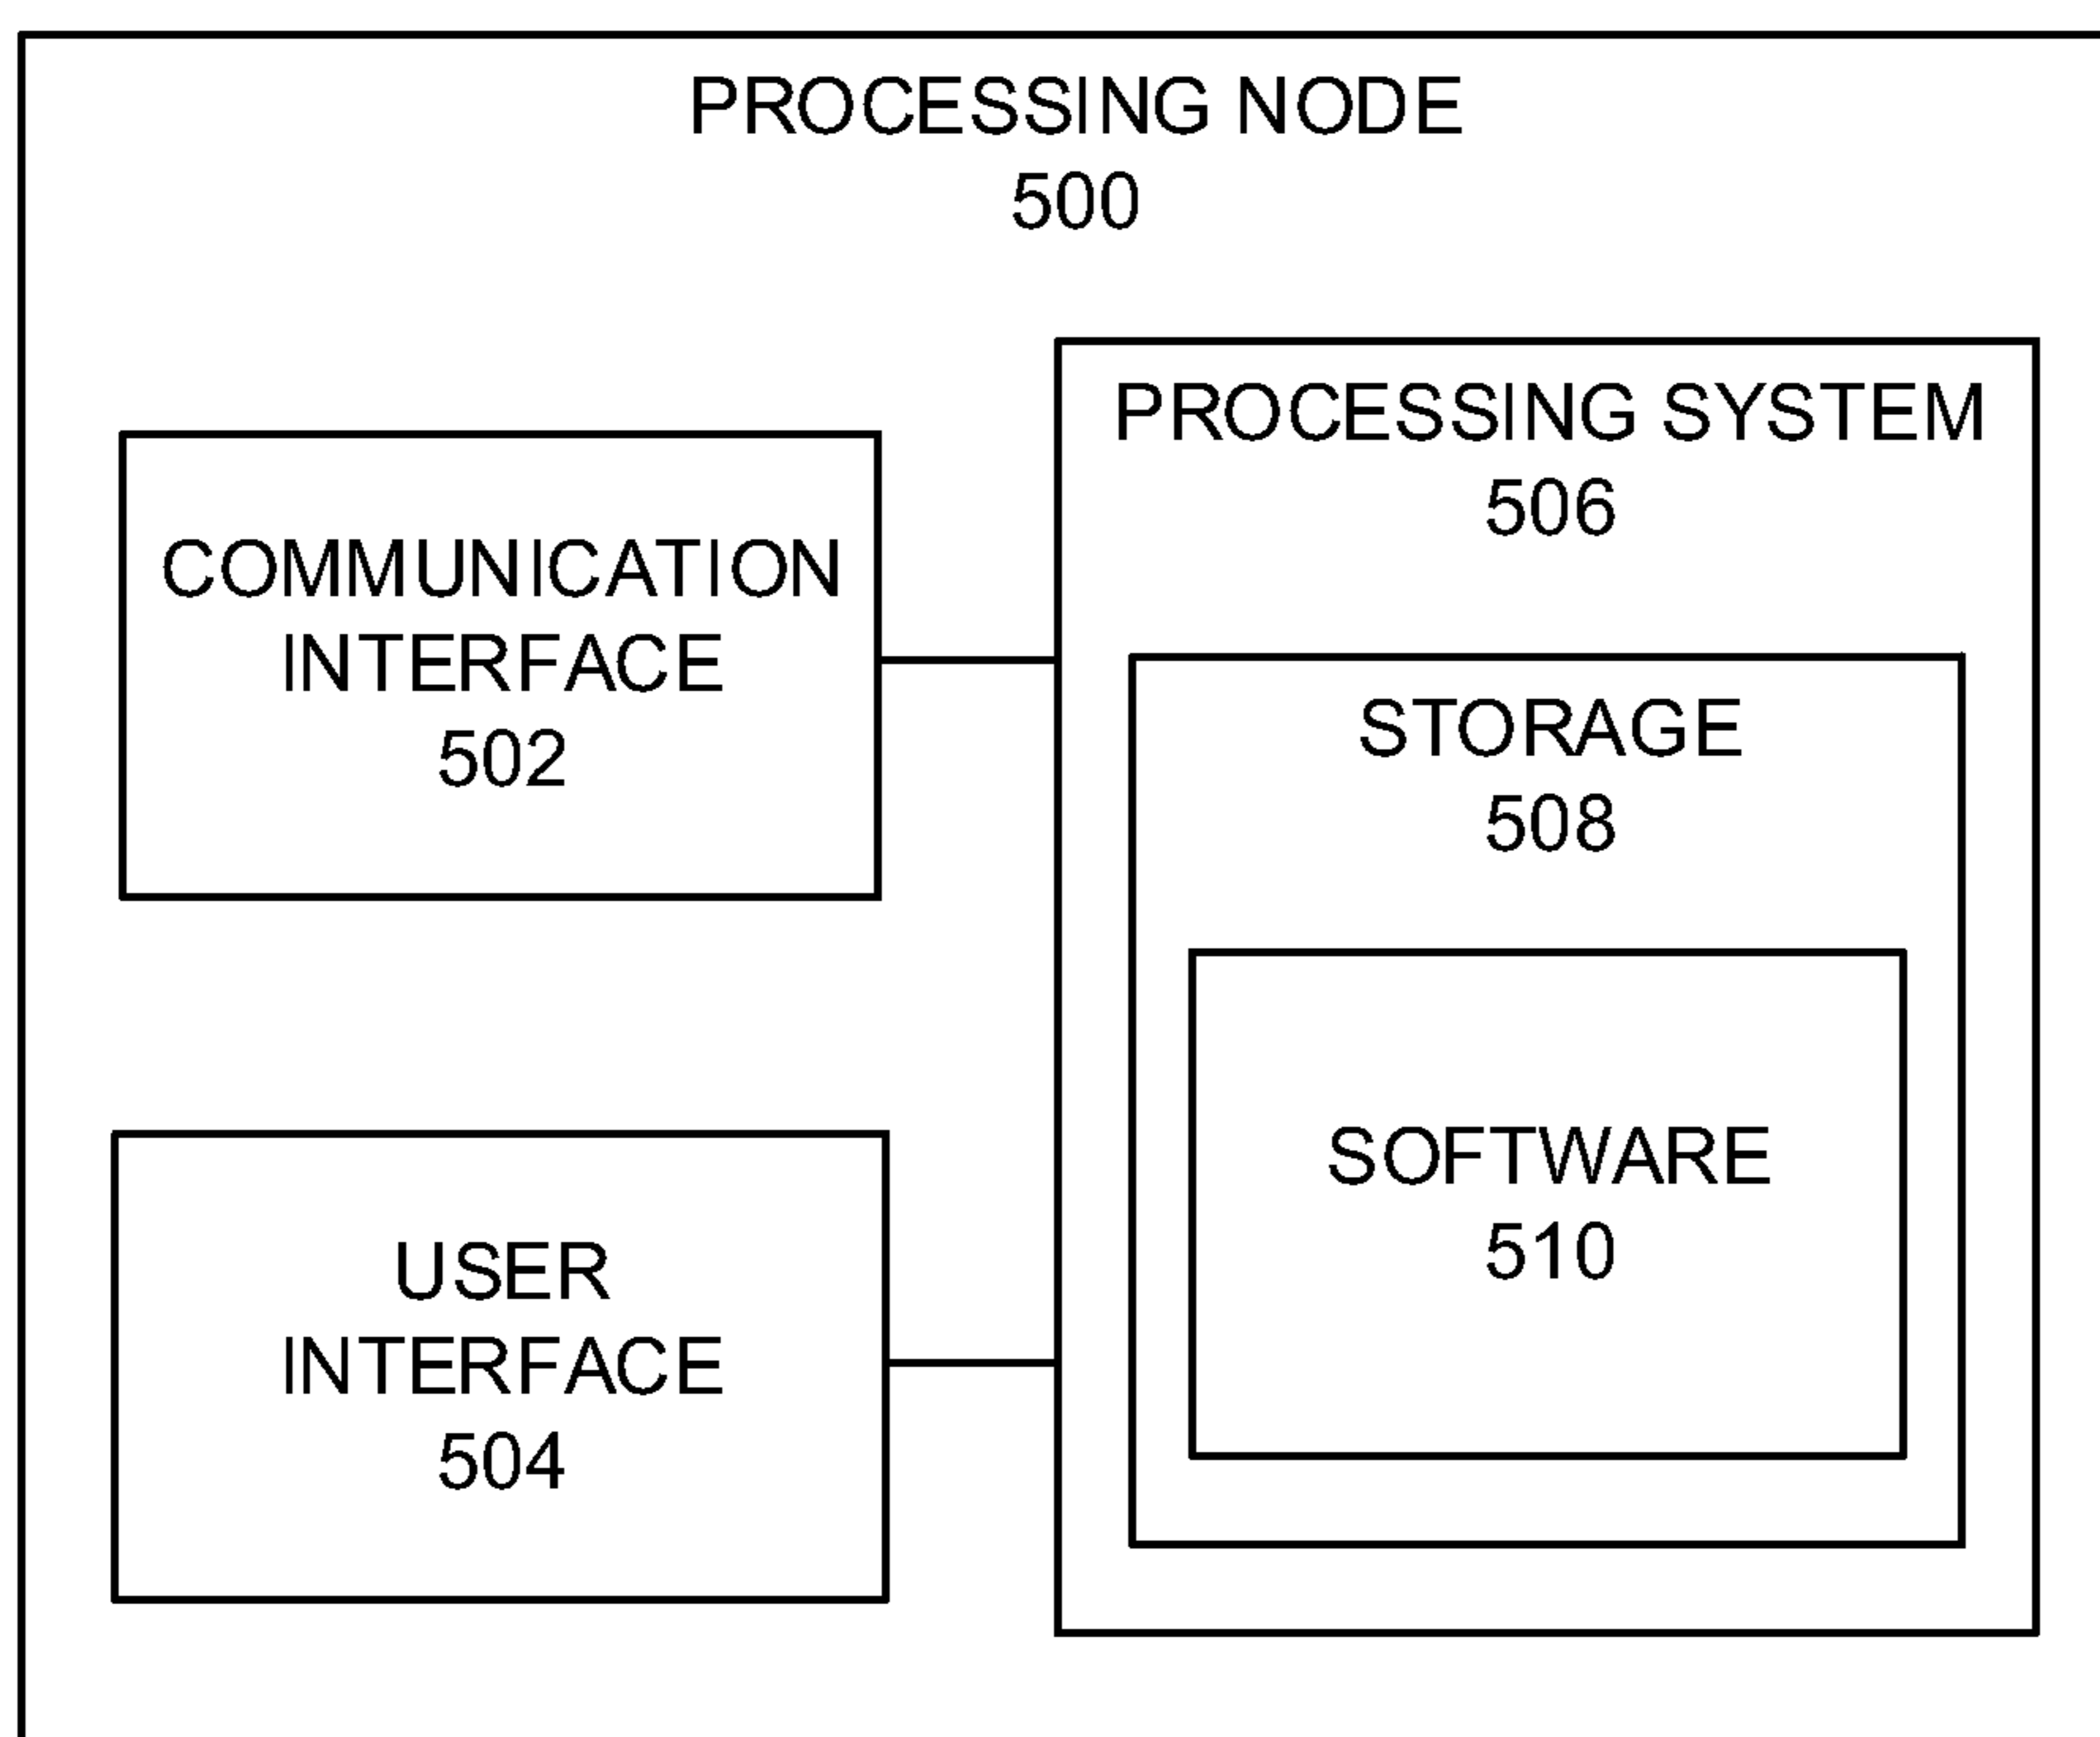 PROCESSING NODE
500
PROCESSING SYSTEM
506
COMMUNICATION
INTERFACE
502
STORAGE
508
SOFTWARE
510
USER
INTERFACE
504